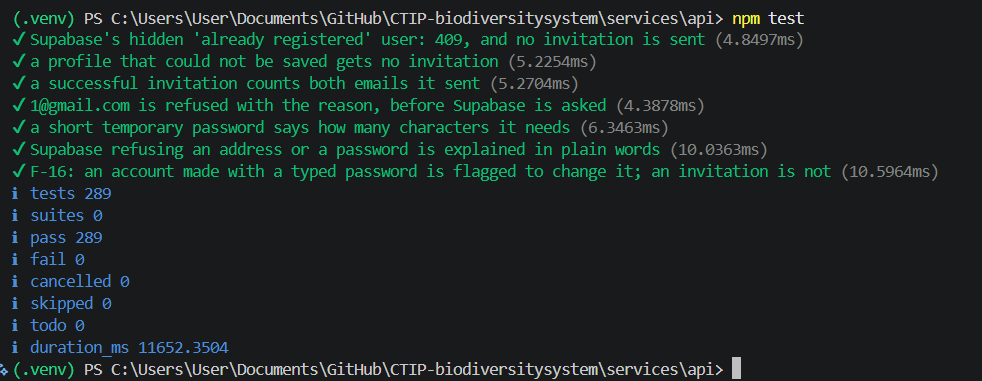 (.venv) PS C:\Users\User\Documents\GitHub\CTIP-biodiversitysystem\services\api> npm test
✓ Supabase's hidden 'already registered' user: 409, and no invitation is sent (4.8497ms)
✓ a profile that could not be saved gets no invitation (5.2254ms)
✓ a successful invitation counts both emails it sent (5.2704ms)
✓ 1@gmail.com is refused with the reason, before Supabase is asked (4.3878ms)
✓ a short temporary password says how many characters it needs (6.3463ms)
✓ Supabase refusing an address or a password is explained in plain words (10.0363ms)
✓ F-16: an account made with a typed password is flagged to change it; an invitation is not (10.5964ms)
ℹ tests 289
ℹ suites 0
ℹ pass 289
ℹ fail 0
ℹ cancelled 0
ℹ skipped 0
ℹ todo 0
ℹ duration_ms 11652.3504
(.venv) PS C:\Users\User\Documents\GitHub\CTIP-biodiversitysystem\services\api>